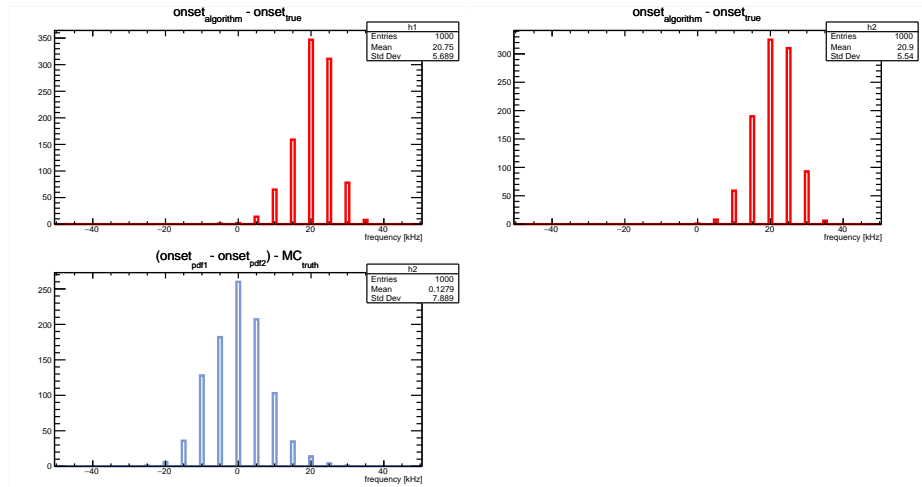 onset_algorithm - onset_true
h1
Entries 1000
Mean 20.75
Std Dev 5.689
350
300
250
200
150
100
50
0
−40 −20 0 20 40
frequency [kHz]
onset_algorithm - onset_true
h2
Entries 1000
Mean 20.9
Std Dev 5.54
300
250
200
150
100
50
0
−40 −20 0 20 40
frequency [kHz]
(onset_pdf1 - onset_pdf2) - MC_truth
h2
Entries 1000
Mean 0.1279
Std Dev 7.889
250
200
150
100
50
0
−40 −20 0 20 40
frequency [kHz]